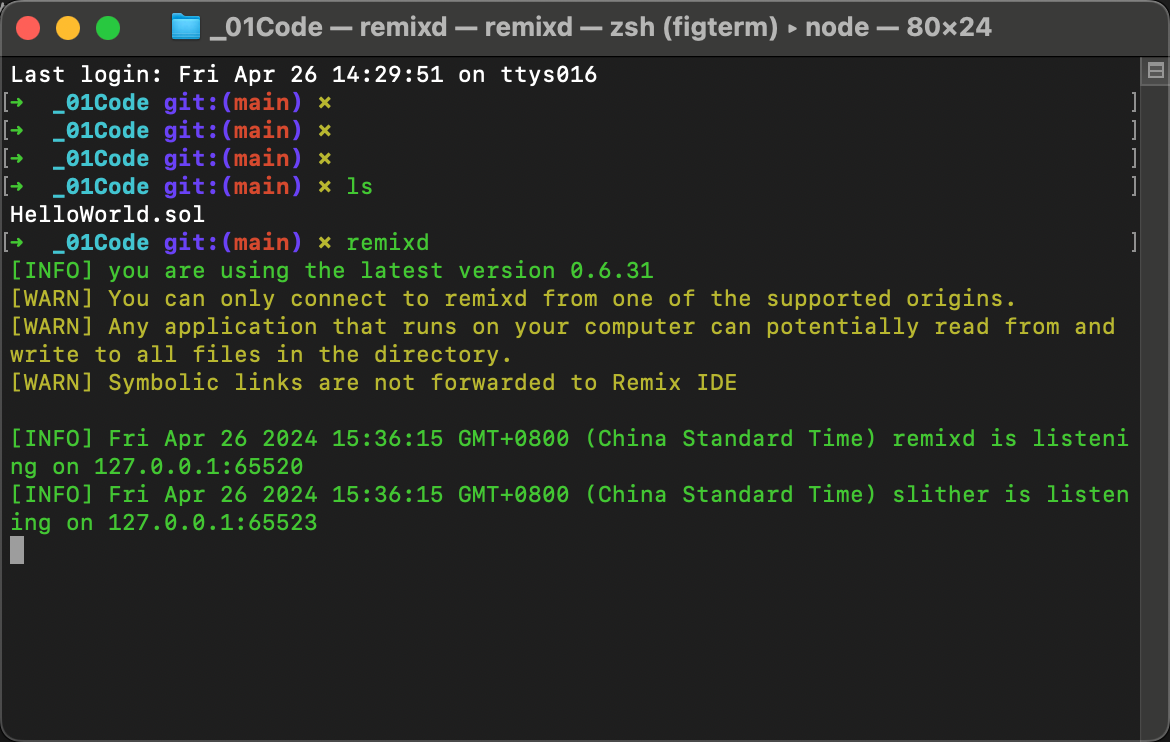 _01Code — remixd — remixd — zsh (figterm) ▸ node — 80×24
Last login: Fri Apr 26 14:29:51 on ttys016
[➜  _01Code git:(main) ✗ ]
[➜  _01Code git:(main) ✗ ]
[➜  _01Code git:(main) ✗ ]
[➜  _01Code git:(main) ✗ ls ]
HelloWorld.sol
[➜  _01Code git:(main) ✗ remixd ]
[INFO] you are using the latest version 0.6.31
[WARN] You can only connect to remixd from one of the supported origins.
[WARN] Any application that runs on your computer can potentially read from and
write to all files in the directory.
[WARN] Symbolic links are not forwarded to Remix IDE
[INFO] Fri Apr 26 2024 15:36:15 GMT+0800 (China Standard Time) remixd is listeni
ng on 127.0.0.1:65520
[INFO] Fri Apr 26 2024 15:36:15 GMT+0800 (China Standard Time) slither is listen
ing on 127.0.0.1:65523